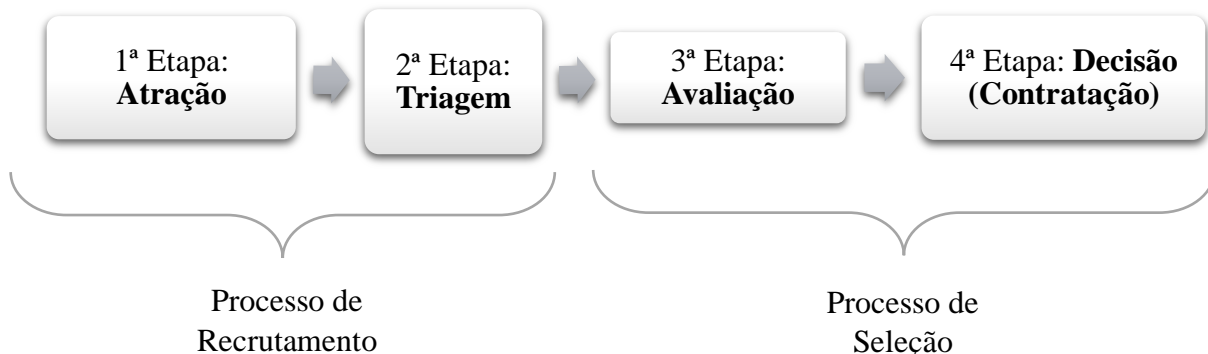 1ª Etapa:
Atração
2ª Etapa:
Triagem
3ª Etapa:
Avaliação
4ª Etapa: Decisão
(Contratação)
Processo de
Recrutamento
Processo de
Seleção